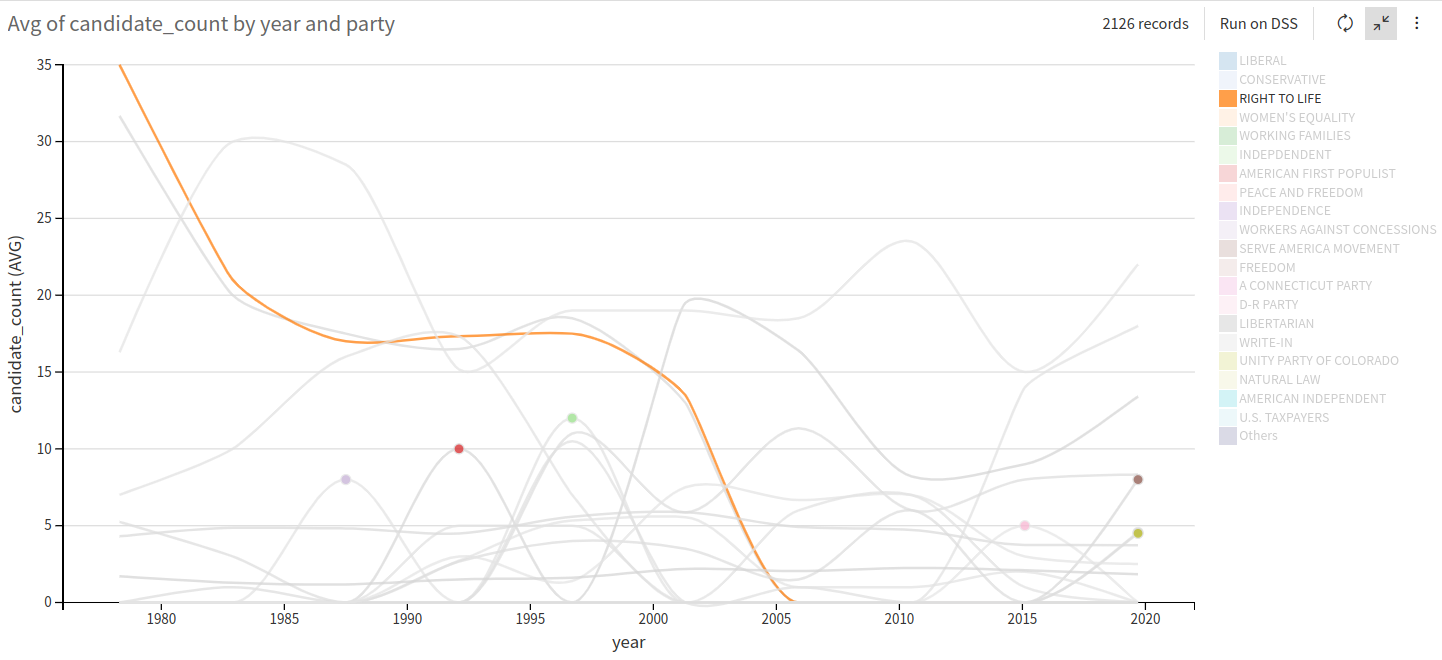 Avg of candidate_count by year and party
2126 records
Run on DSS
candidate_count (AVG)
35
30
25
20
15
10
5
0
1980 1985 1990 1995 2000 2005 2010 2015 2020
year
LIBERAL
CONSERVATIVE
RIGHT TO LIFE
WOMEN'S EQUALITY
WORKING FAMILIES
INDEPDENDENT
AMERICAN FIRST POPULIST
PEACE AND FREEDOM
INDEPENDENCE
WORKERS AGAINST CONCESSIONS
SERVE AMERICA MOVEMENT
FREEDOM
A CONNECTICUT PARTY
D-R PARTY
LIBERTARIAN
WRITE-IN
UNITY PARTY OF COLORADO
NATURAL LAW
AMERICAN INDEPENDENT
U.S. TAXPAYERS
Others